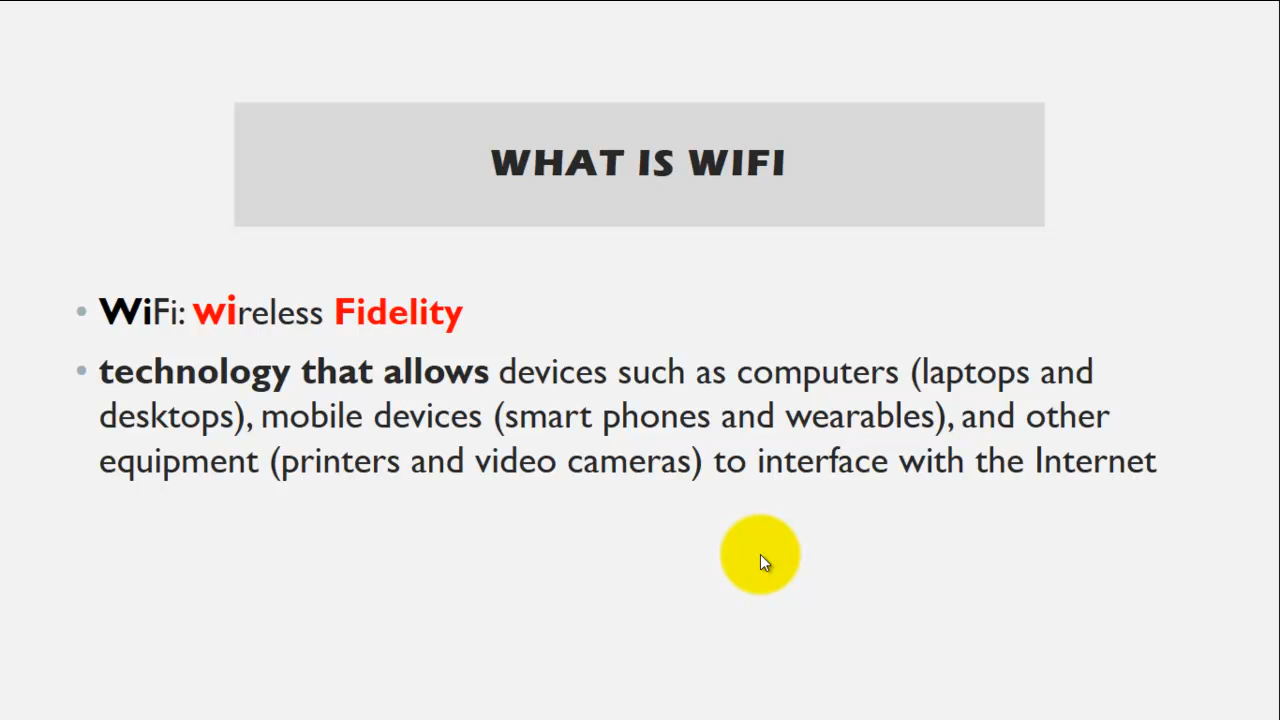 WHAT IS WIFI
• WiFi: wireless Fidelity
• technology that allows devices such as computers (laptops and
desktops), mobile devices (smart phones and wearables), and other
equipment (printers and video cameras) to interface with the Internet